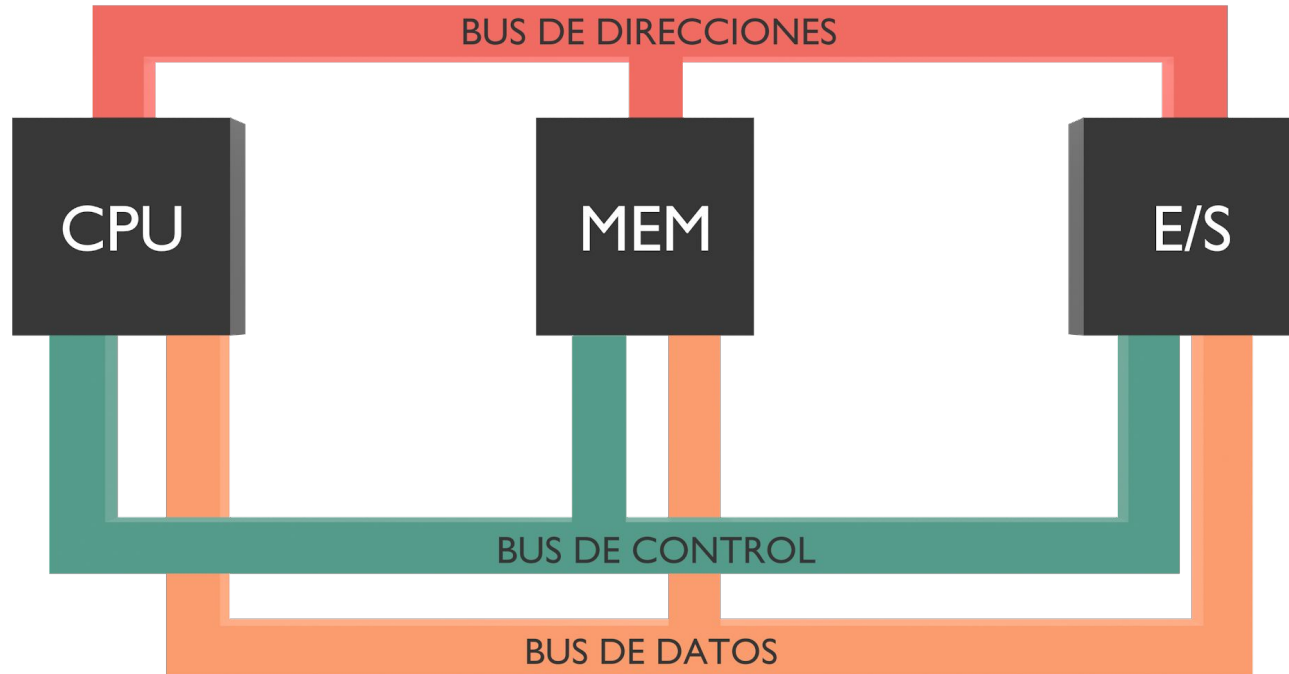 BUS DE DIRECCIONES
CPU
MEM
E/S
BUS DE CONTROL
BUS DE DATOS